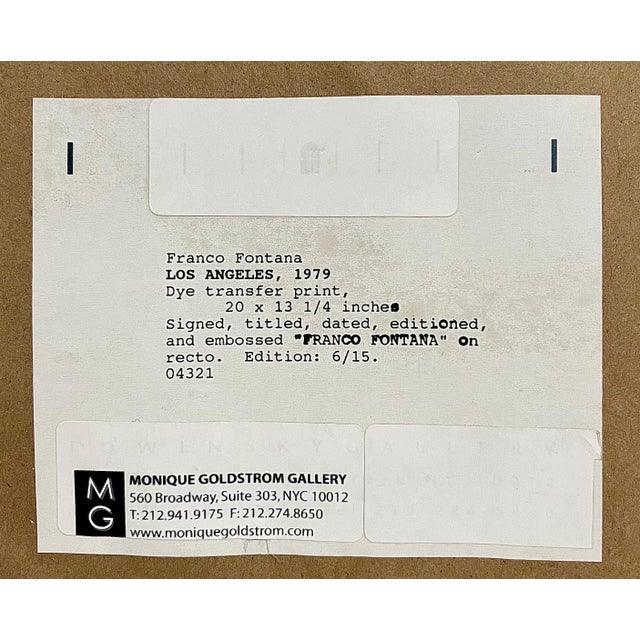 Franco Fontana
LOS ANGELES, 1979
Dye transfer print,
20 x 13 1/4 inches
Signed, titled, dated, editioned,
and embossed "FRANCO FONTANA" on
recto. Edition: 6/15.
04321
MG
MONIQUE GOLDSTROM GALLERY
560 Broadway, Suite 303, NYC 10012
T: 212.941.9175 F: 212.274.8650
www.moniquegoldstrom.com